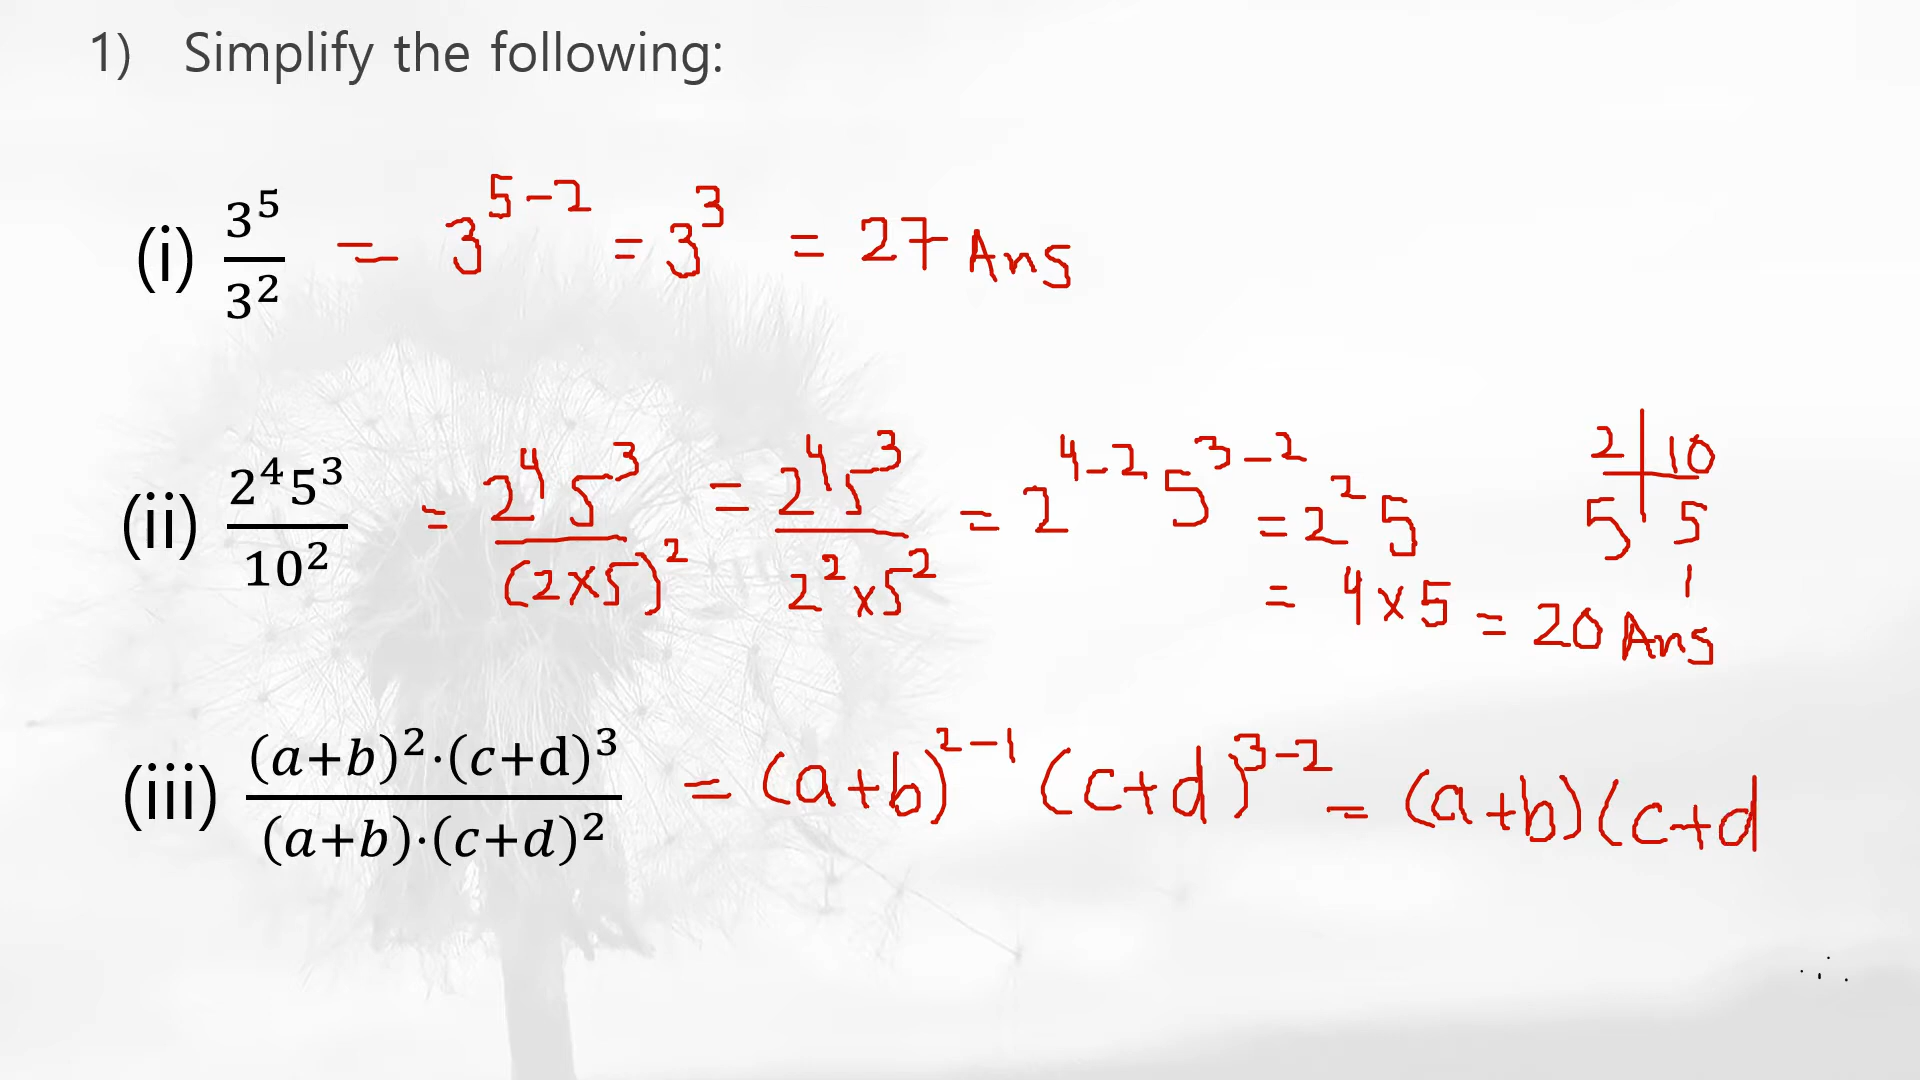 1) Simplify the following:
(i) 3^5/3^2 = 3^(5-2) = 3^3 = 27 Ans
(ii) 2^4 5^3/10^2 = 2^4 5^3/(2×5)^2 = 2^4 5^3/2^2×5^2 = 2^(4-2) 5^(3-2) = 2^2 5
2 | 10
5 | 5
1
= 4×5 = 20 Ans
(iii) (a+b)^2·(c+d)^3/(a+b)·(c+d)^2 = (a+b)^(2-1) (c+d)^(3-2) = (a+b)(c+d